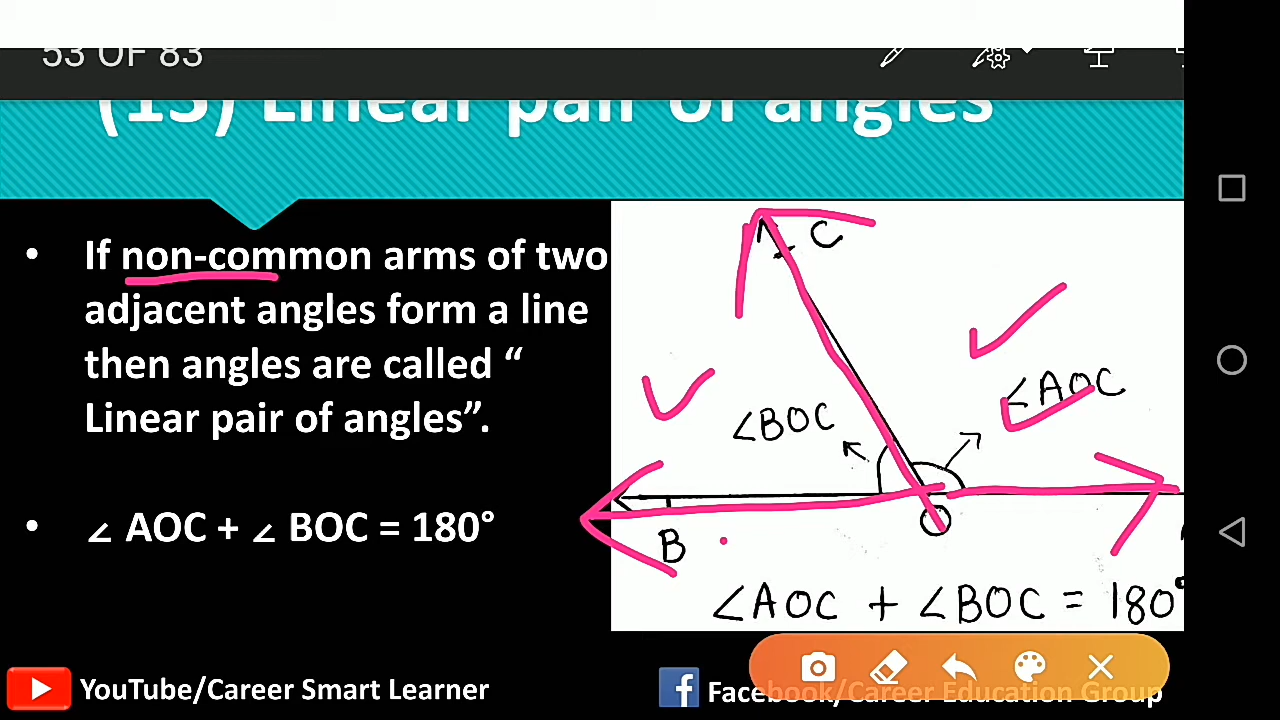 53 OF 83
(15) Linear pair of angles
• If non-common arms of two
adjacent angles form a line
then angles are called “
Linear pair of angles”.
• ∠ AOC + ∠ BOC = 180°
C
∠AOC
∠BOC
O
B
∠AOC + ∠BOC = 180°
YouTube/Career Smart Learner
Facebook/Career Education Group